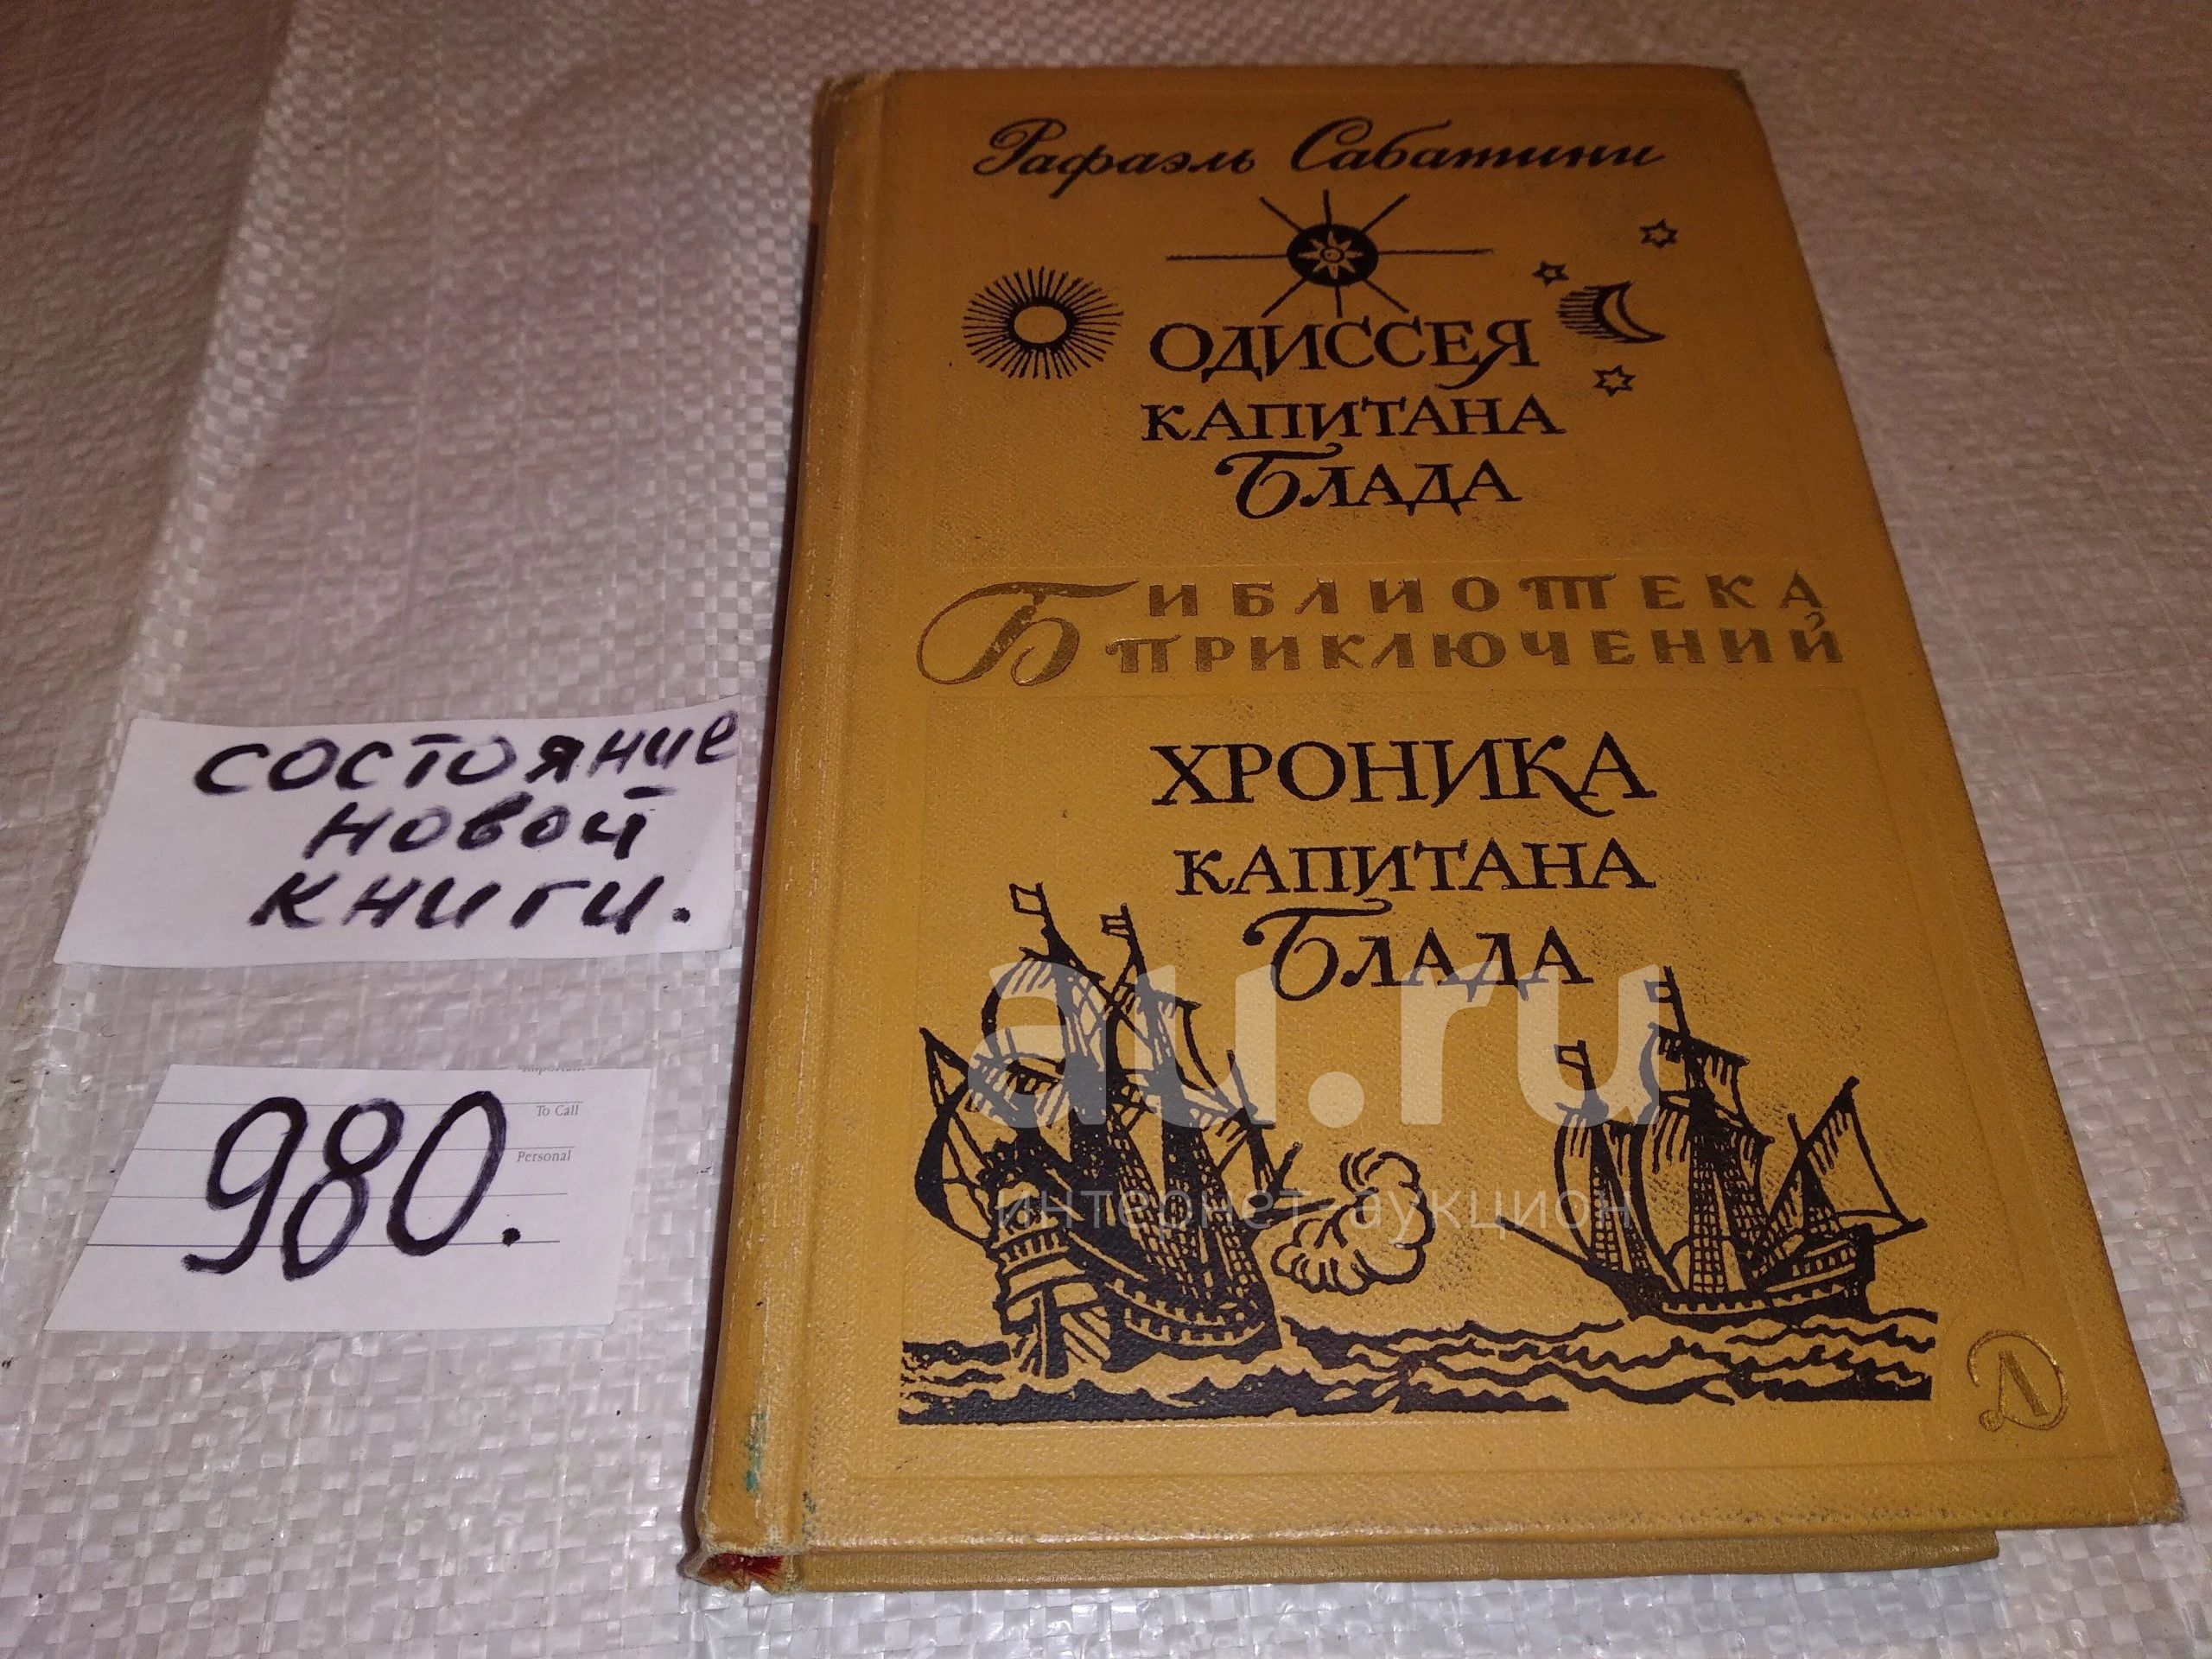 Рафаэль Сабатини
ОДИССЕЯ
КАПИТАНА
БЛАДА
БИБЛИОТЕКА
ПРИКЛЮЧЕНИЙ
ХРОНИКА
КАПИТАНА
БЛАДА
состояние
новой
книги.
980.
Important
To Call
Personal
au.ru
интернет-аукцион